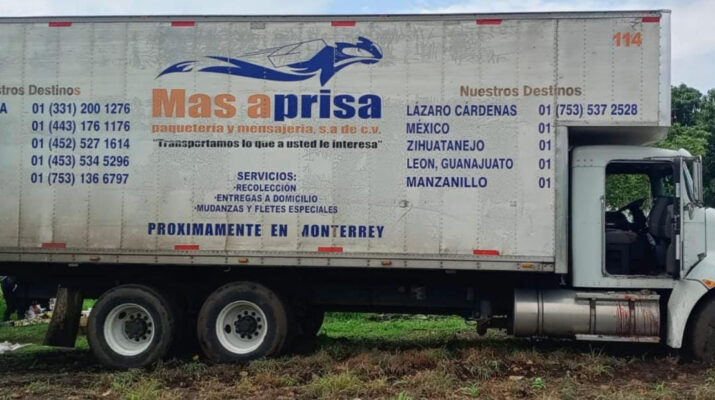 114
Mas aprisa
paquetería y mensajería, s.a de c.v.
"Transportamos lo que a usted le interesa"
SERVICIOS:
·RECOLECCIÓN
·ENTREGAS A DOMICILIO
·MUDANZAS Y FLETES ESPECIALES
PROXIMAMENTE EN MONTERREY
Destinos
01 (331) 200 1276
01 (443) 176 1176
01 (452) 527 1614
01 (453) 534 5296
01 (753) 136 6797
Nuestros Destinos
LÁZARO CÁRDENAS 01 (753) 537 2528
MÉXICO 01
ZIHUATANEJO 01
LEON, GUANAJUATO 01
MANZANILLO 01